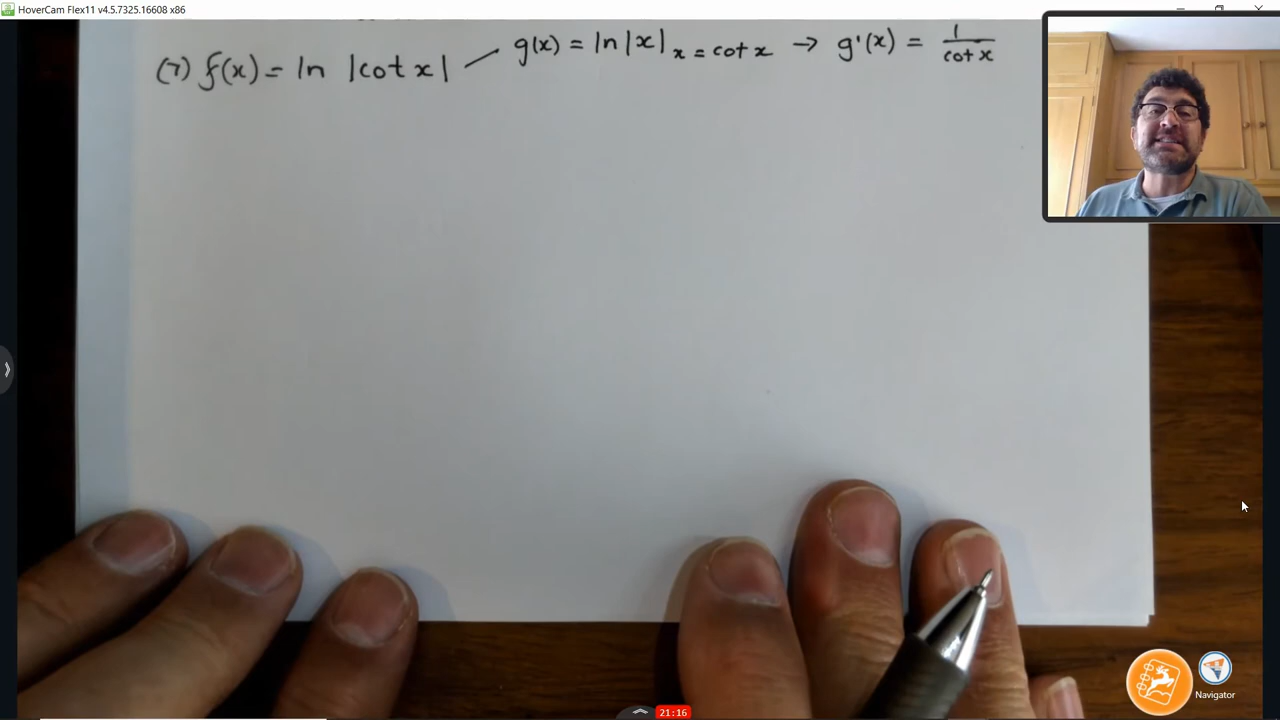 HoverCam Flex11 v4.5.7325.16608 x86
(7) f(x) = ln |cot x| — g(x) = ln |x| x = cot x → g'(x) = 1/cot x
21:16
Navigator